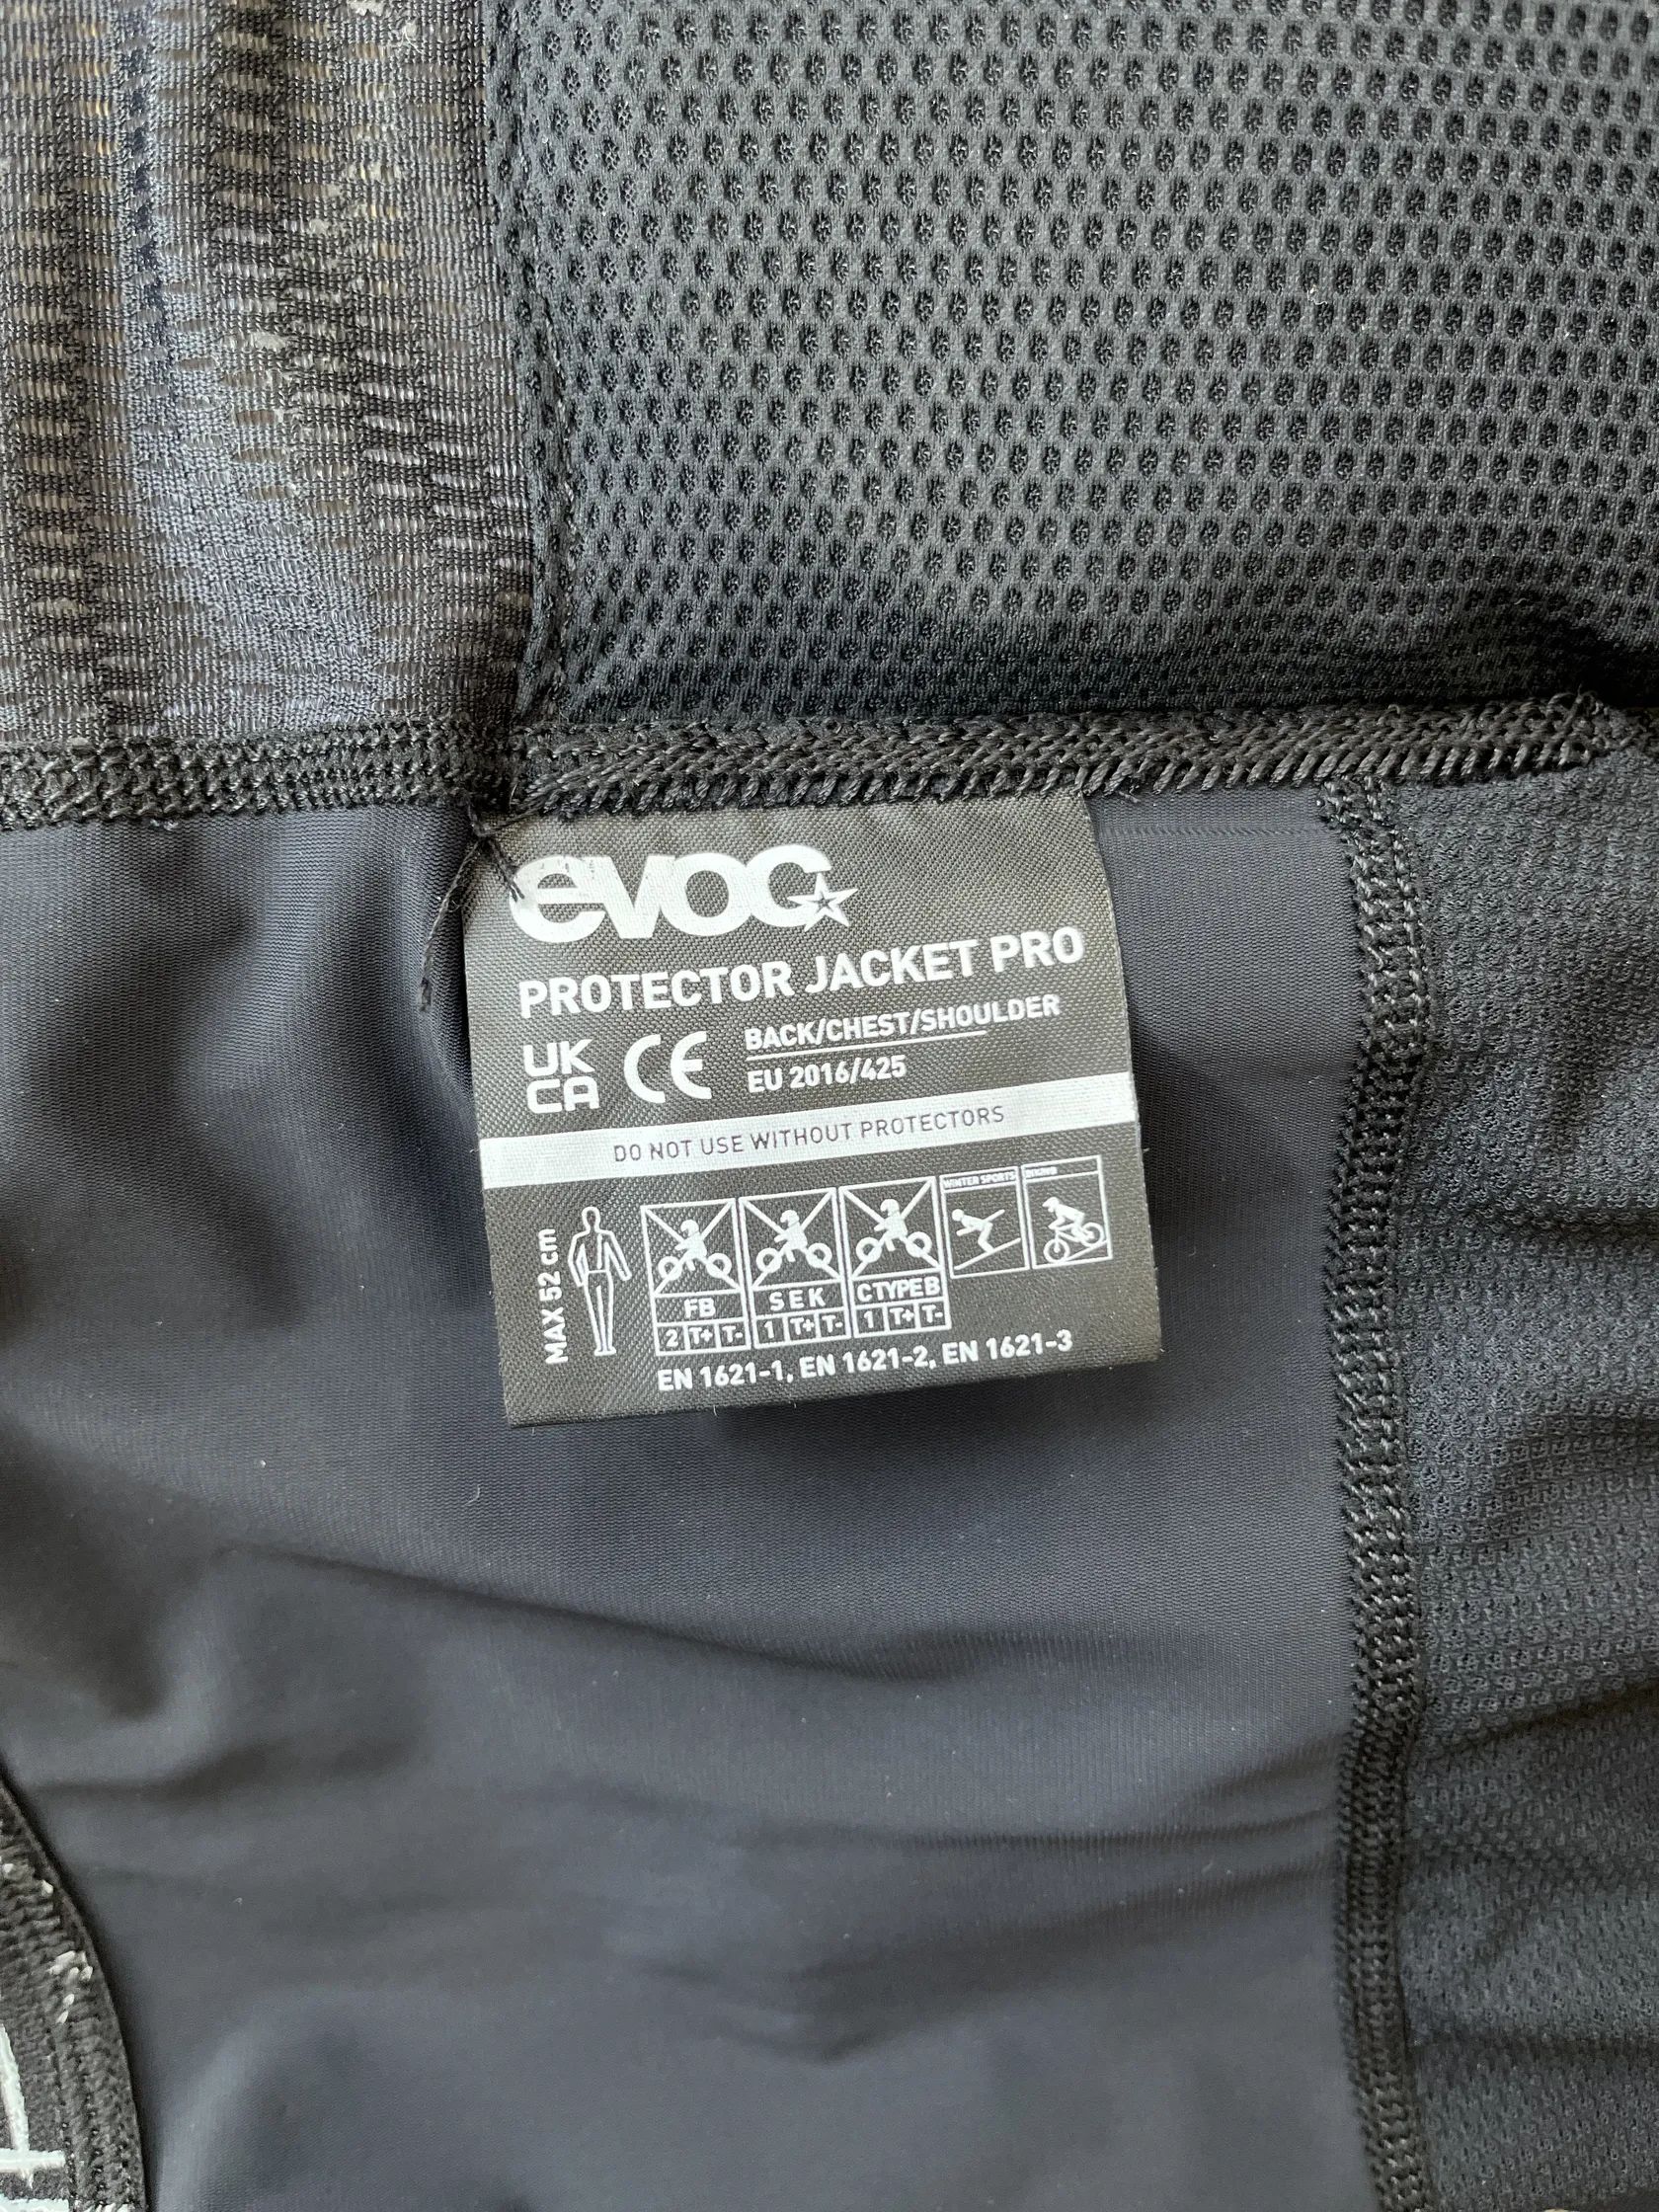 evoc
PROTECTOR JACKET PRO
UK
CA
CE
BACK/CHEST/SHOULDER
EU 2016/425
DO NOT USE WITHOUT PROTECTORS
MAX 52 cm
WINTER SPORTS
FB
2 T+ T-
S E K
1 T+ T-
C TYPE B
1 T+ T-
EN 1621-1, EN 1621-2, EN 1621-3